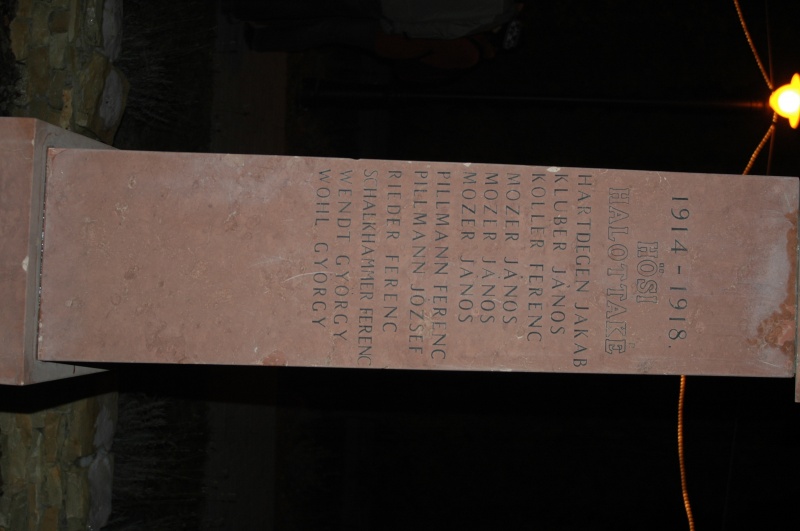 1914-1918.
HŐSI
HALOTTAKÉ
HARTDEGEN JAKAB
KLUBER JÁNOS
KOLLER FERENC
MOZER JÁNOS
MOZER JÁNOS
MOZER JÁNOS
PILLMANN FERENC
PILLMANN JÓZSEF
RIEDER FERENC
SCHALKHAMMER FERENC
WENDT GYÖRGY
WOHL GYÖRGY